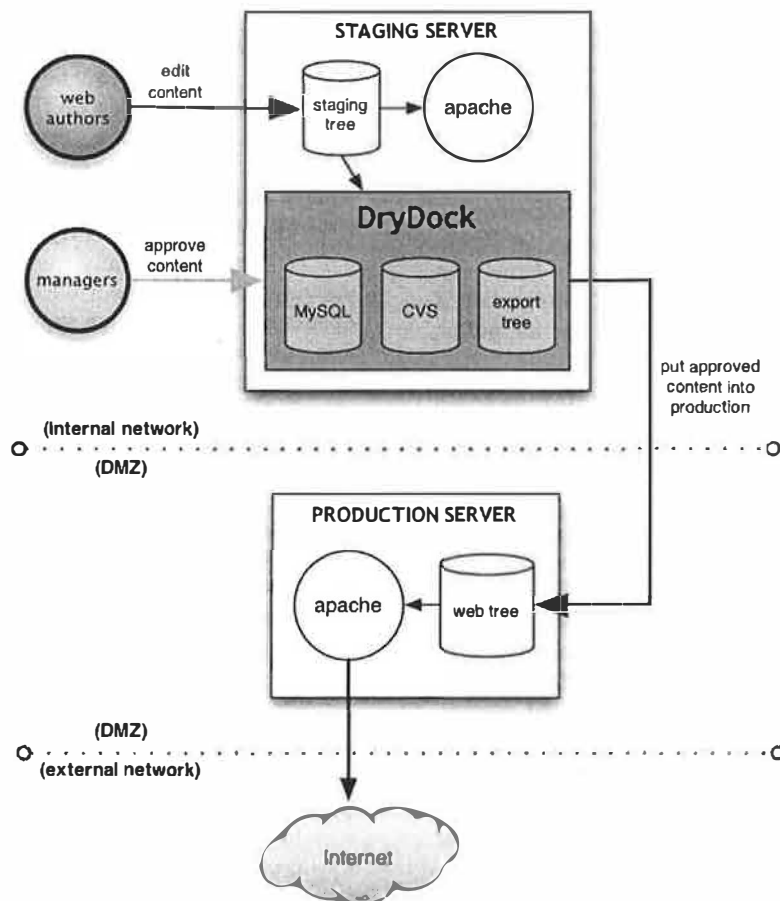 STAGING SERVER
edit
content
web
authors
staging
tree
apache
DryDock
approve
content
managers
MySQL
CVS
export
tree
put approved
content into
production
(Internal network)
(DMZ)
PRODUCTION SERVER
apache
web tree
(DMZ)
(external network)
Internet